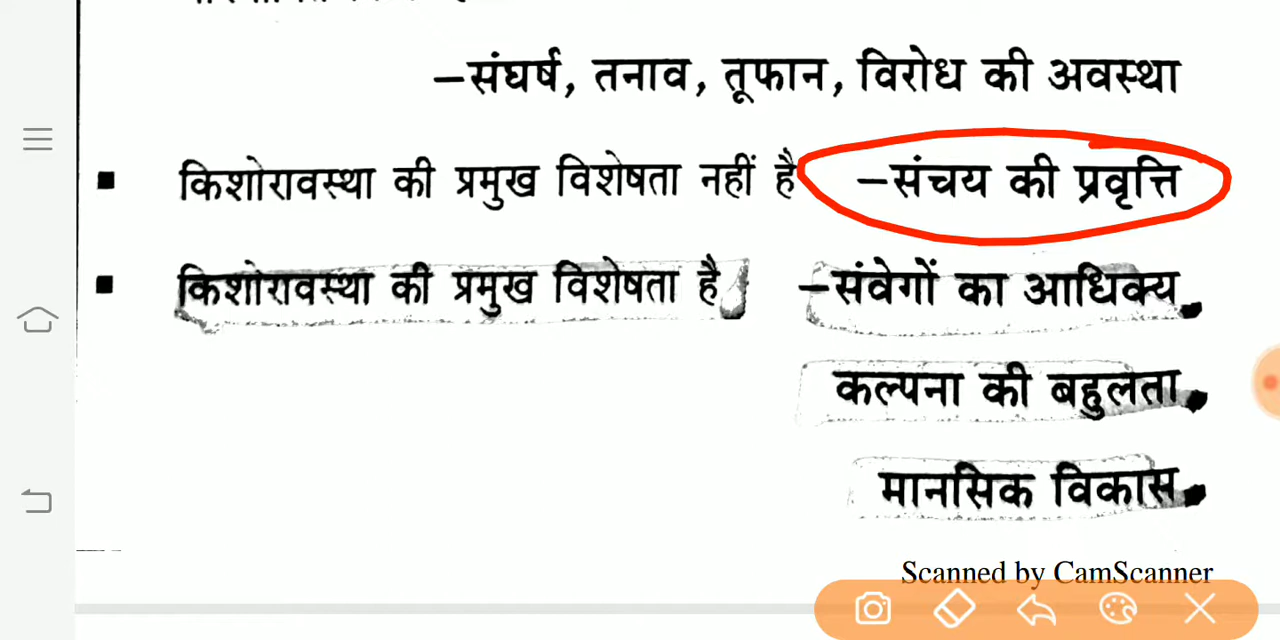 –संघर्ष, तनाव, तूफान, विरोध की अवस्था
▪ किशोरावस्था की प्रमुख विशेषता नहीं है –संचय की प्रवृत्ति
▪ किशोरावस्था की प्रमुख विशेषता है –संवेगों का आधिक्य
कल्पना की बहुलता
मानसिक विकास
Scanned by CamScanner